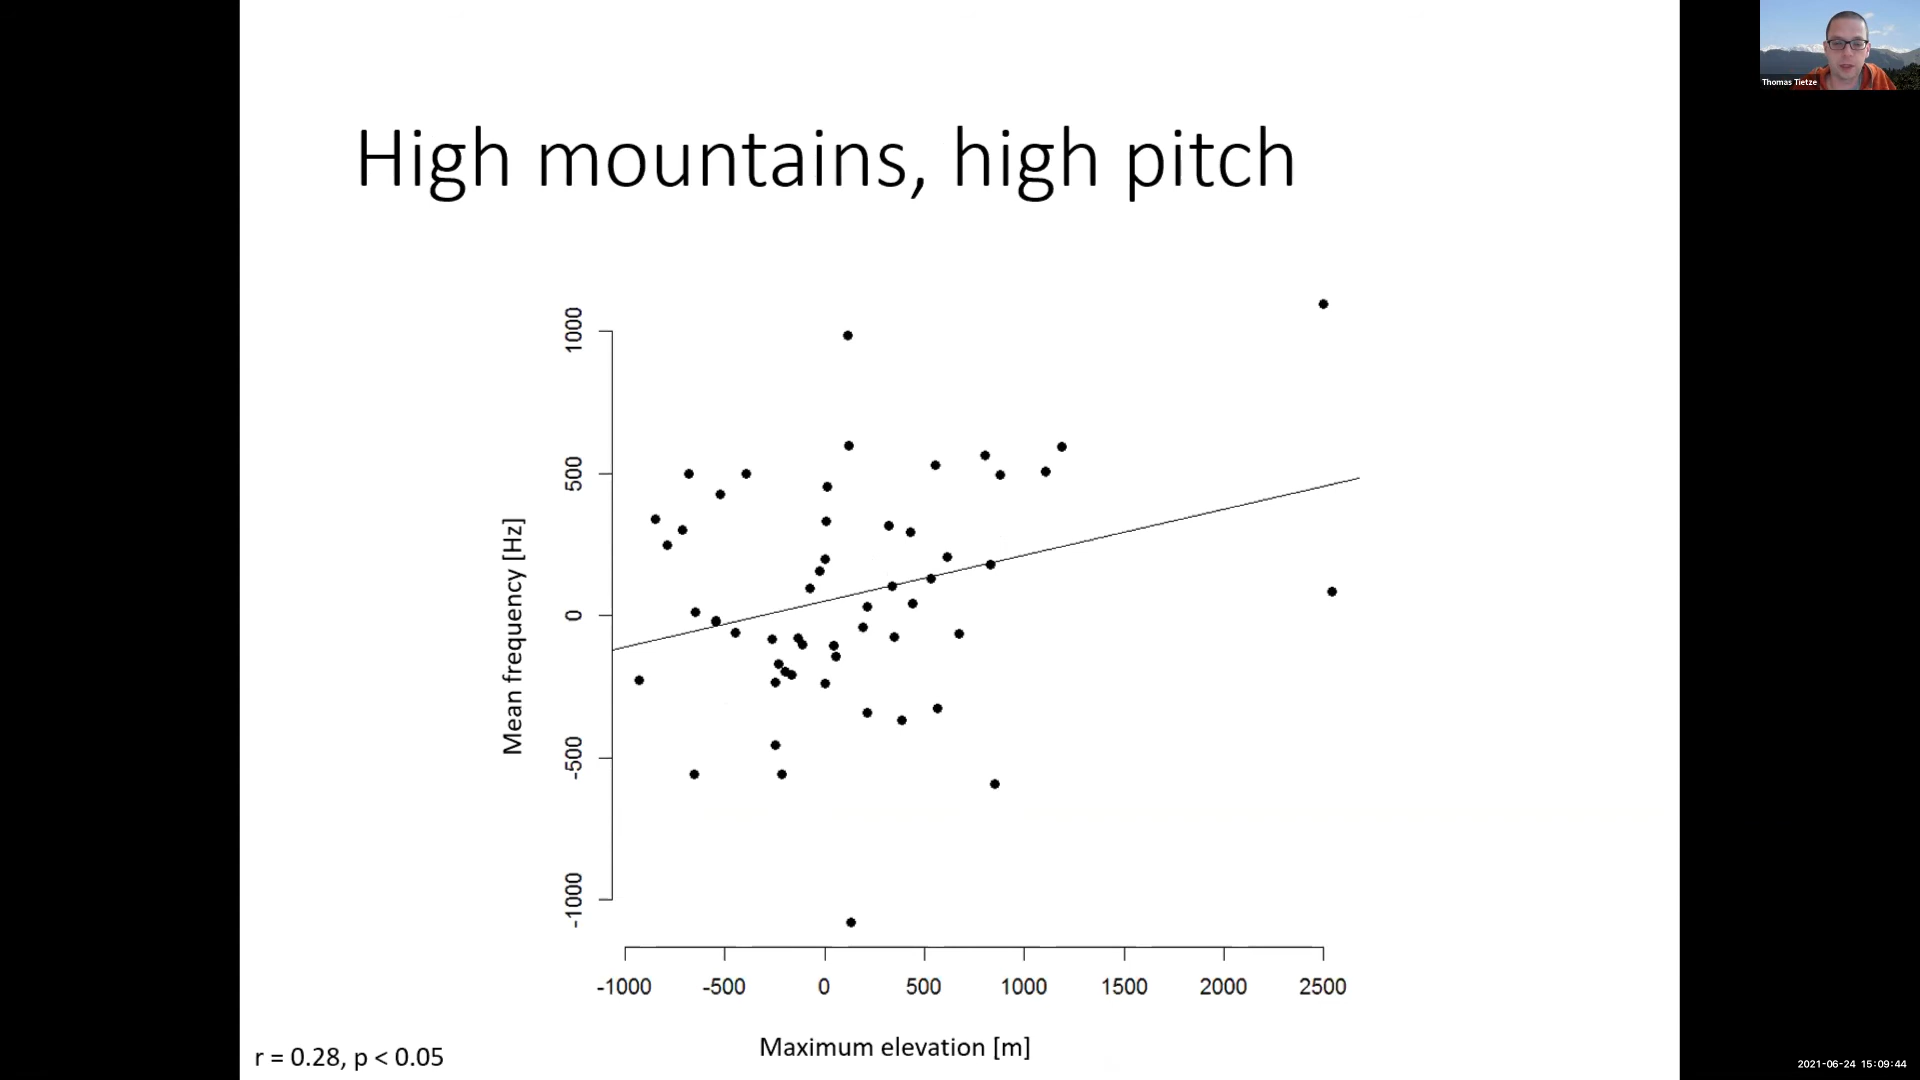 Thomas Tietze
High mountains, high pitch
1000
500
0
-500
-1000
Mean frequency [Hz]
-1000 -500 0 500 1000 1500 2000 2500
Maximum elevation [m]
r = 0.28, p < 0.05
2021-06-24 15:09:44